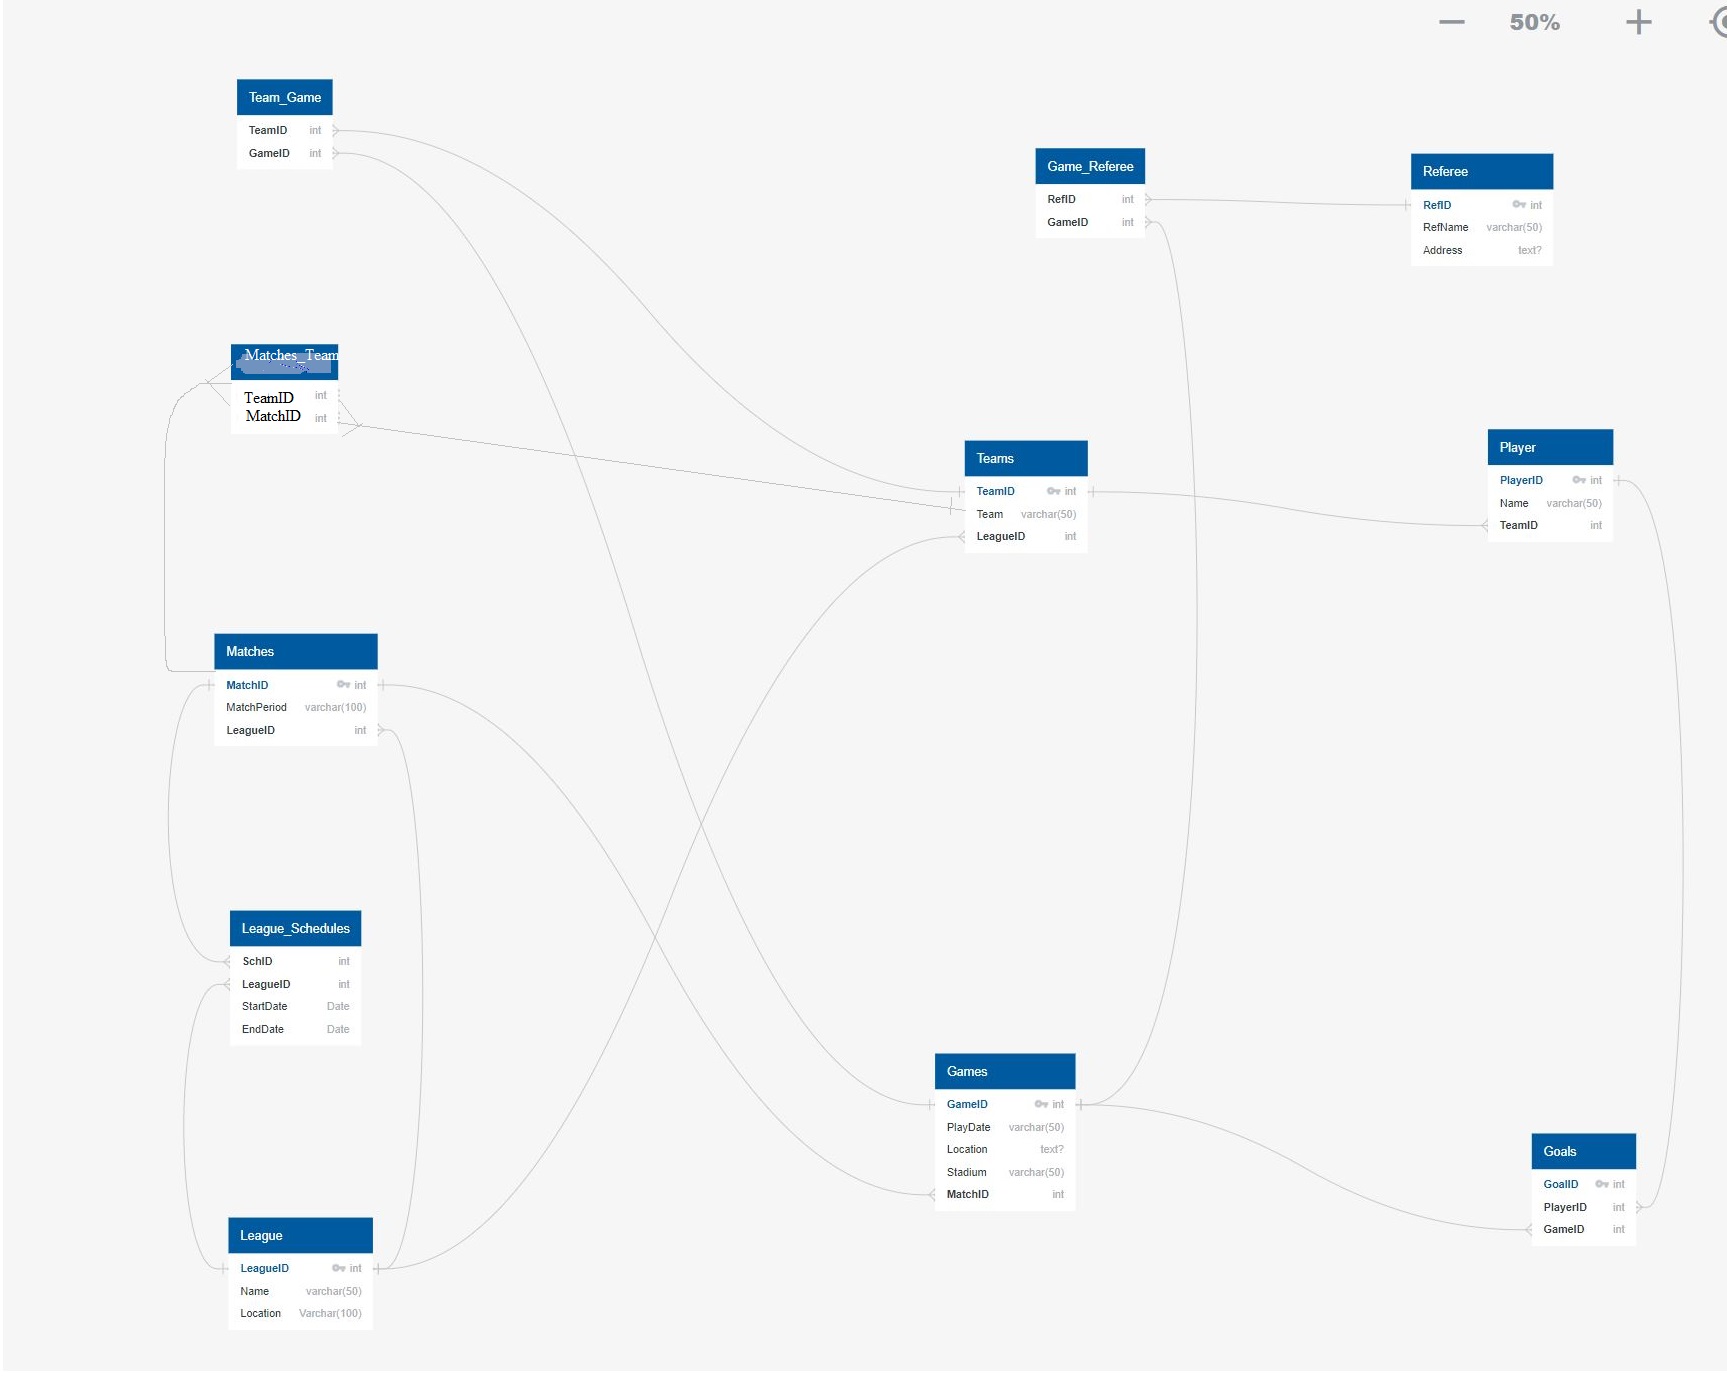 50%
Team_Game
TeamID int
GameID int
Game_Referee
RefID int
GameID int
Referee
RefID int
RefName varchar(50)
Address text?
Matches_Team
TeamID int
MatchID int
Teams
TeamID int
Team varchar(50)
LeagueID int
Player
PlayerID int
Name varchar(50)
TeamID int
Matches
MatchID int
MatchPeriod varchar(100)
LeagueID int
League_Schedules
SchID int
LeagueID int
StartDate Date
EndDate Date
Games
GameID int
PlayDate varchar(50)
Location text?
Stadium varchar(50)
MatchID int
Goals
GoalID int
PlayerID int
GameID int
League
LeagueID int
Name varchar(50)
Location Varchar(100)